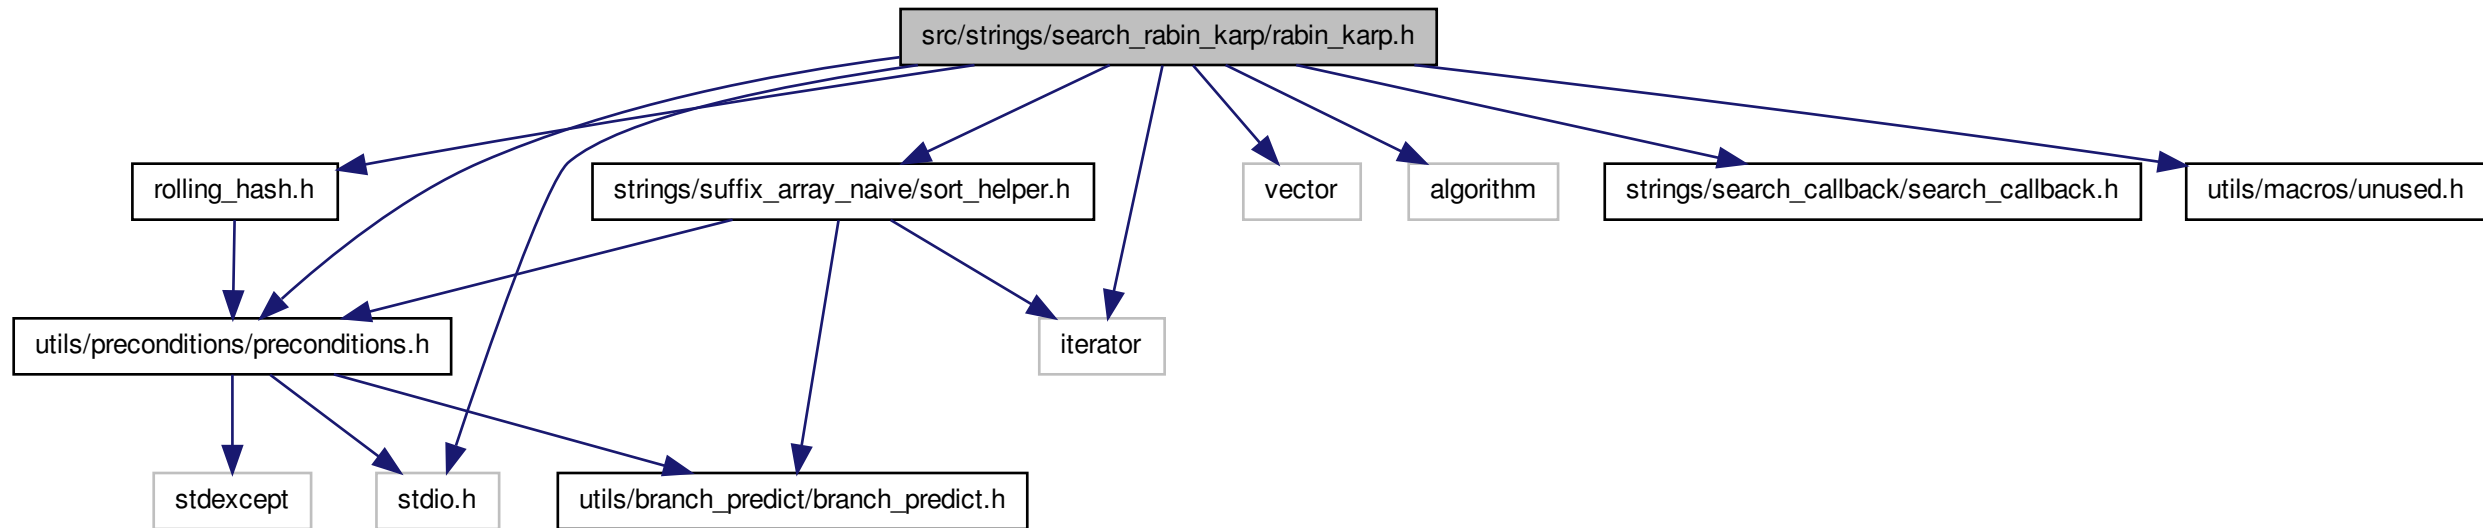 src/strings/search_rabin_karp/rabin_karp.h
rolling_hash.h
strings/suffix_array_naive/sort_helper.h
vector
algorithm
strings/search_callback/search_callback.h
utils/macros/unused.h
utils/preconditions/preconditions.h
iterator
stdexcept
stdio.h
utils/branch_predict/branch_predict.h